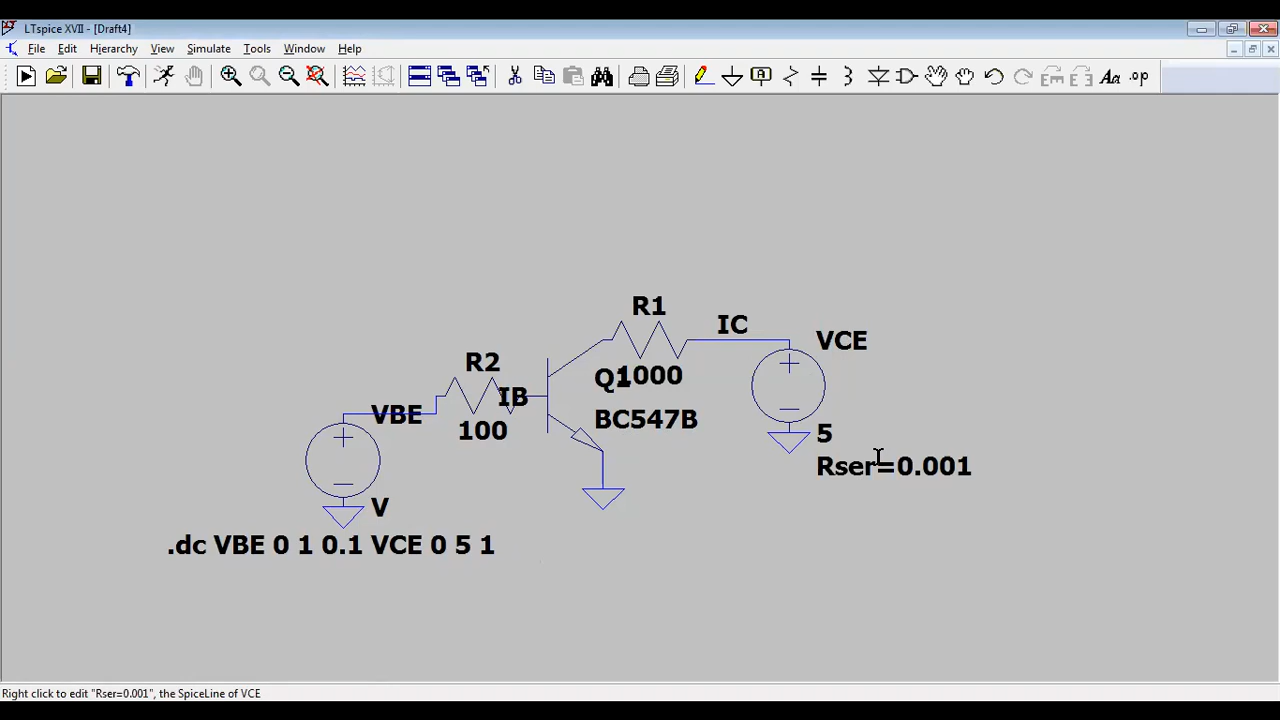 LTspice XVII - [Draft4]
File Edit Hierarchy View Simulate Tools Window Help
A Aa .op
R1
IC
VCE
R2
Q1
1000
IB
VBE
100
BC547B
5
Rser=0.001
V
.dc VBE 0 1 0.1 VCE 0 5 1
Right click to edit "Rser=0.001", the SpiceLine of VCE